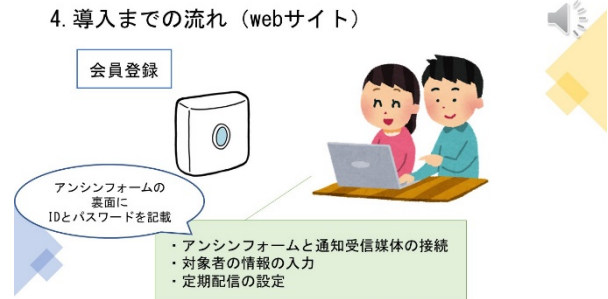 4.導入までの流れ（webサイト）
会員登録
アンシンフォームの
裏面に
IDとパスワードを記載
・アンシンフォームと通知受信媒体の接続
・対象者の情報の入力
・定期配信の設定